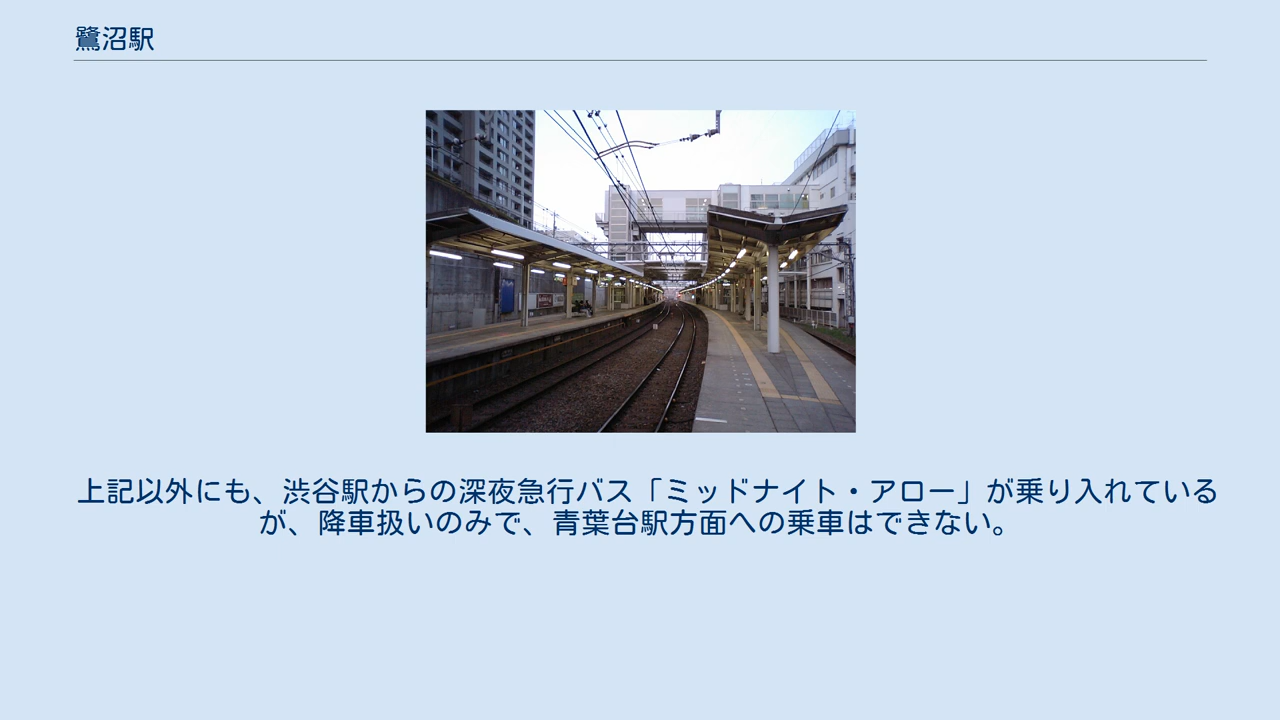 鷺沼駅
上記以外にも、渋谷駅からの深夜急行バス「ミッドナイト・アロー」が乗り入れている
が、降車扱いのみで、青葉台駅方面への乗車はできない。